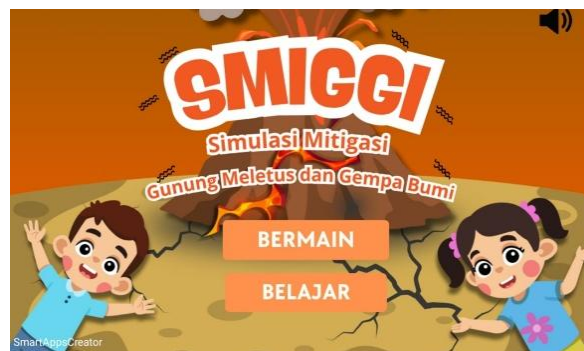 SMIGGI
Simulasi Mitigasi
Gunung Meletus dan Gempa Bumi
BERMAIN
BELAJAR
SmartAppsCreator